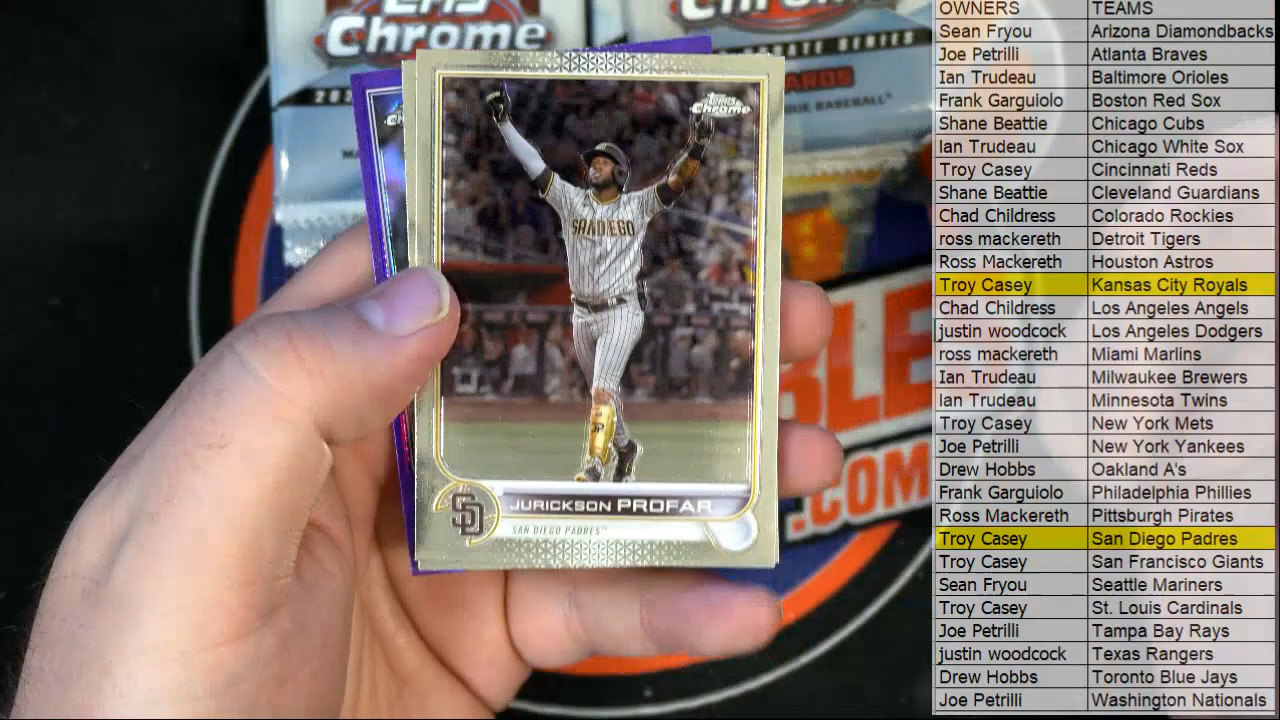 Chrome
Chrome
UPDATE SERIES
CARDS
BASEBALL
Topps
Chrome
SAN DIEGO
SD
JURICKSON PROFAR
SAN DIEGO PADRES™
BLE
.COM
OWNERS TEAMS
Sean Fryou Arizona Diamondbacks
Joe Petrilli Atlanta Braves
Ian Trudeau Baltimore Orioles
Frank Garguiolo Boston Red Sox
Shane Beattie Chicago Cubs
Ian Trudeau Chicago White Sox
Troy Casey Cincinnati Reds
Shane Beattie Cleveland Guardians
Chad Childress Colorado Rockies
ross mackereth Detroit Tigers
Ross Mackereth Houston Astros
Troy Casey Kansas City Royals
Chad Childress Los Angeles Angels
justin woodcock Los Angeles Dodgers
ross mackereth Miami Marlins
Ian Trudeau Milwaukee Brewers
Ian Trudeau Minnesota Twins
Troy Casey New York Mets
Joe Petrilli New York Yankees
Drew Hobbs Oakland A's
Frank Garguiolo Philadelphia Phillies
Ross Mackereth Pittsburgh Pirates
Troy Casey San Diego Padres
Troy Casey San Francisco Giants
Sean Fryou Seattle Mariners
Troy Casey St. Louis Cardinals
Joe Petrilli Tampa Bay Rays
justin woodcock Texas Rangers
Drew Hobbs Toronto Blue Jays
Joe Petrilli Washington Nationals